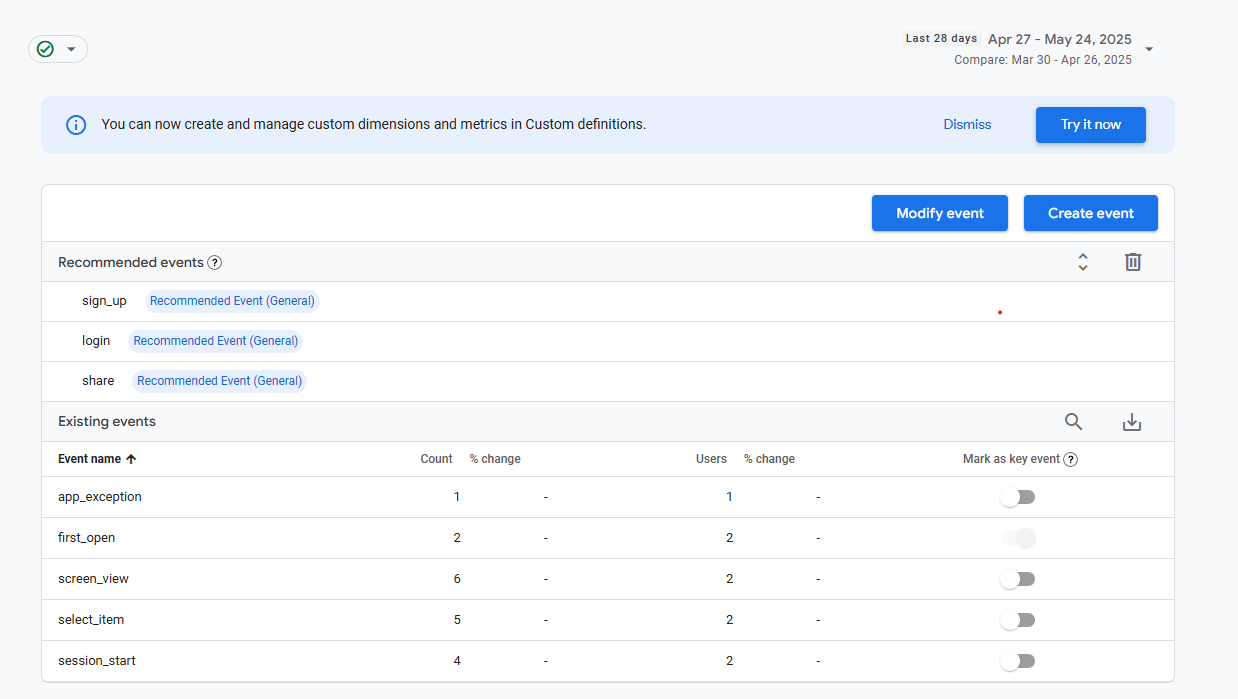 Last 28 days Apr 27 - May 24, 2025
Compare: Mar 30 - Apr 26, 2025
You can now create and manage custom dimensions and metrics in Custom definitions. Dismiss Try it now
Modify event Create event
Recommended events ?
sign_up Recommended Event (General)
login Recommended Event (General)
share Recommended Event (General)
Existing events
Event name Count % change Users % change Mark as key event ?
app_exception 1 - 1 -
first_open 2 - 2 -
screen_view 6 - 2 -
select_item 5 - 2 -
session_start 4 - 2 -